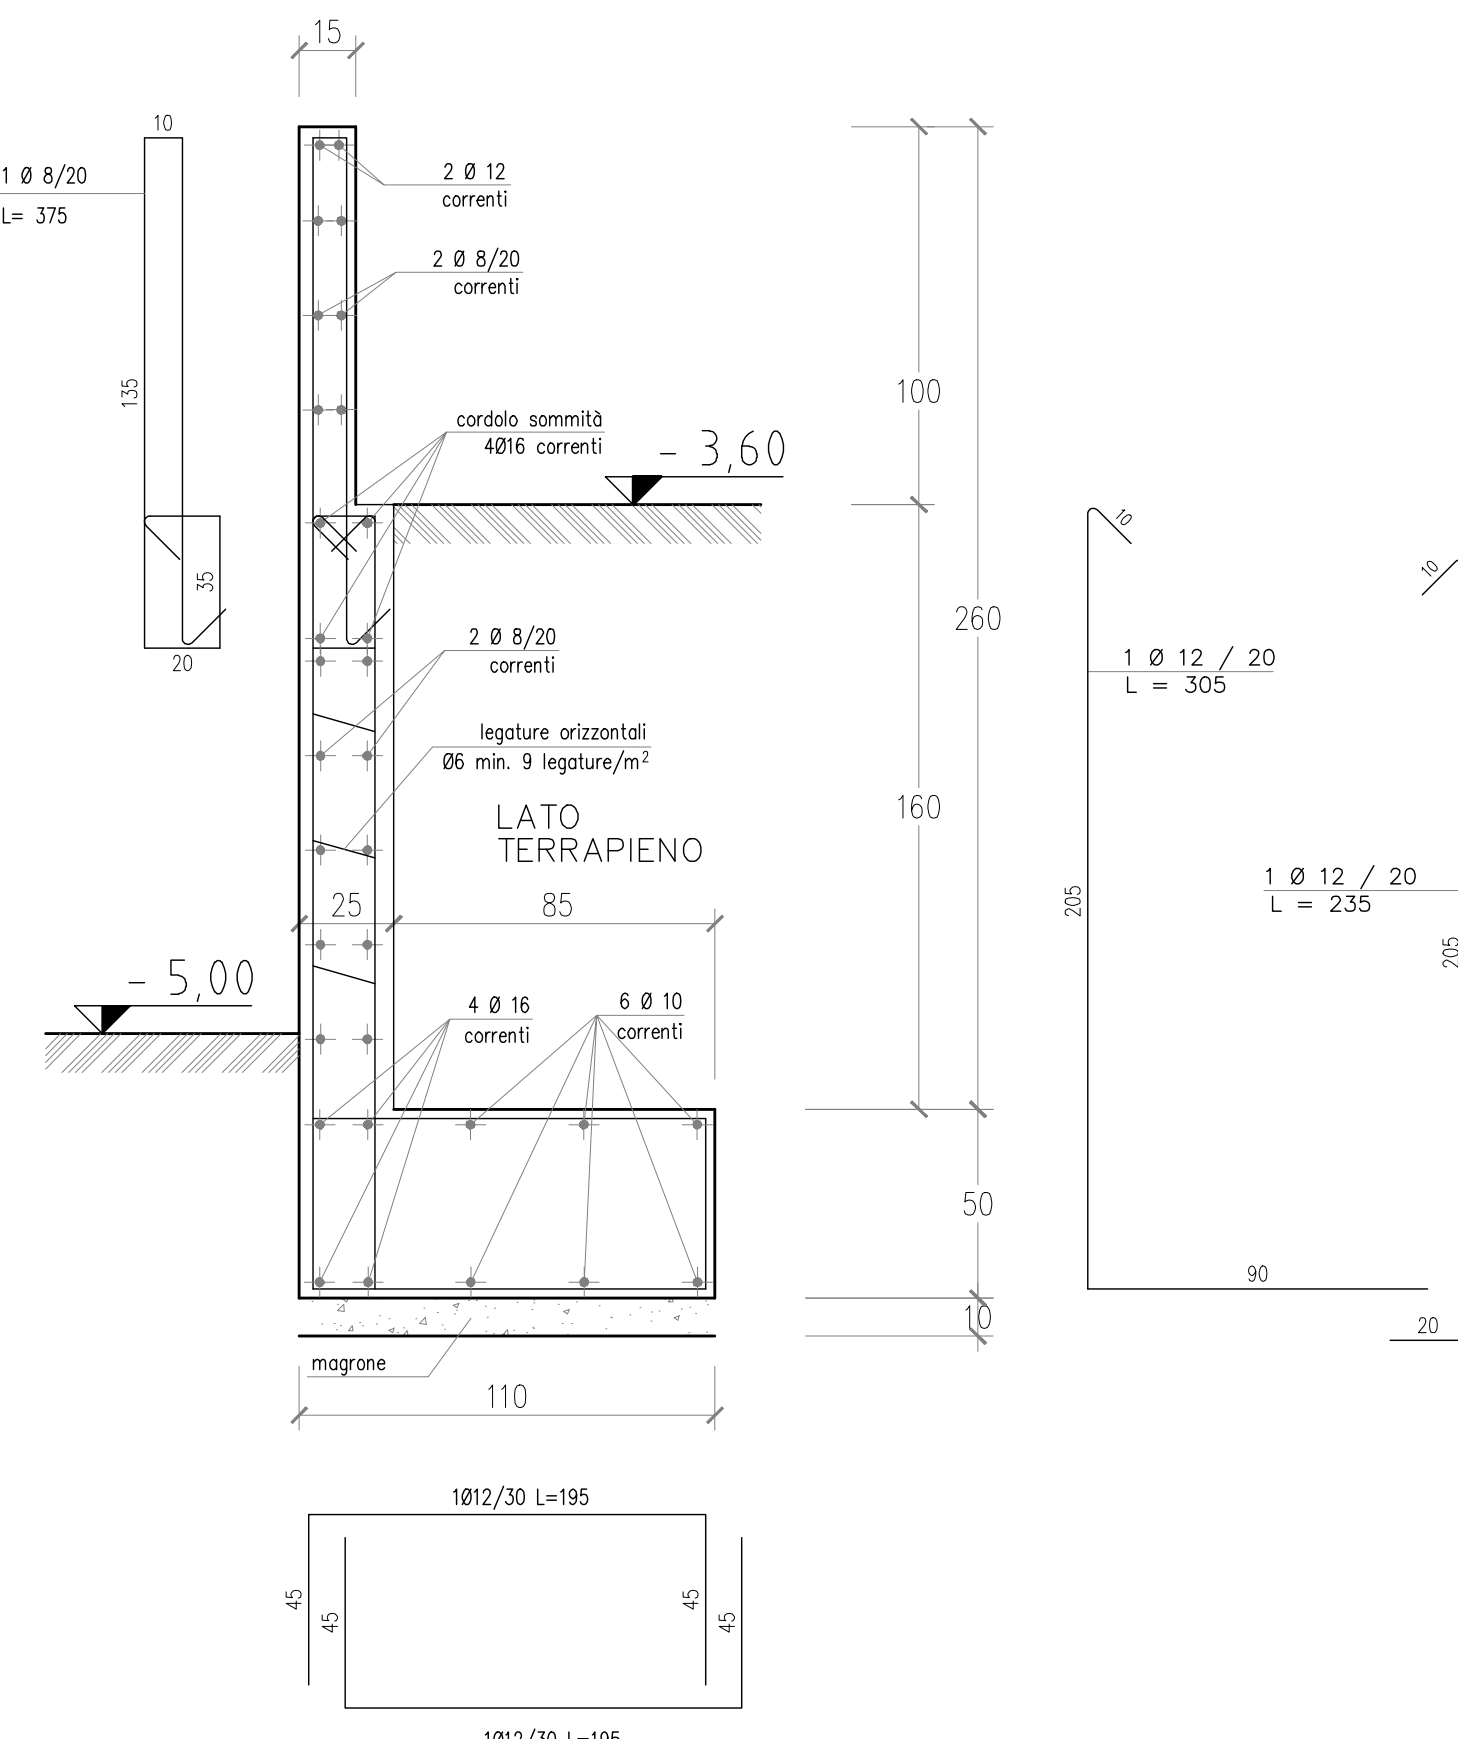 15
10
1 Ø 8/20
L= 375
2 Ø 12
correnti
2 Ø 8/20
correnti
135
100
cordolo sommità
4Ø16 correnti
- 3,60
10
10
35
20
260
2 Ø 8/20
correnti
1 Ø 12 / 20
L = 305
legature orizzontali
Ø6 min. 9 legature/m²
160
LATO
TERRAPIENO
1 Ø 12 / 20
L = 235
205
205
25
85
- 5,00
4 Ø 16
correnti
6 Ø 10
correnti
50
90
10
20
magrone
110
1Ø12/30 L=195
45
45
45
45
1Ø12/30 L=195